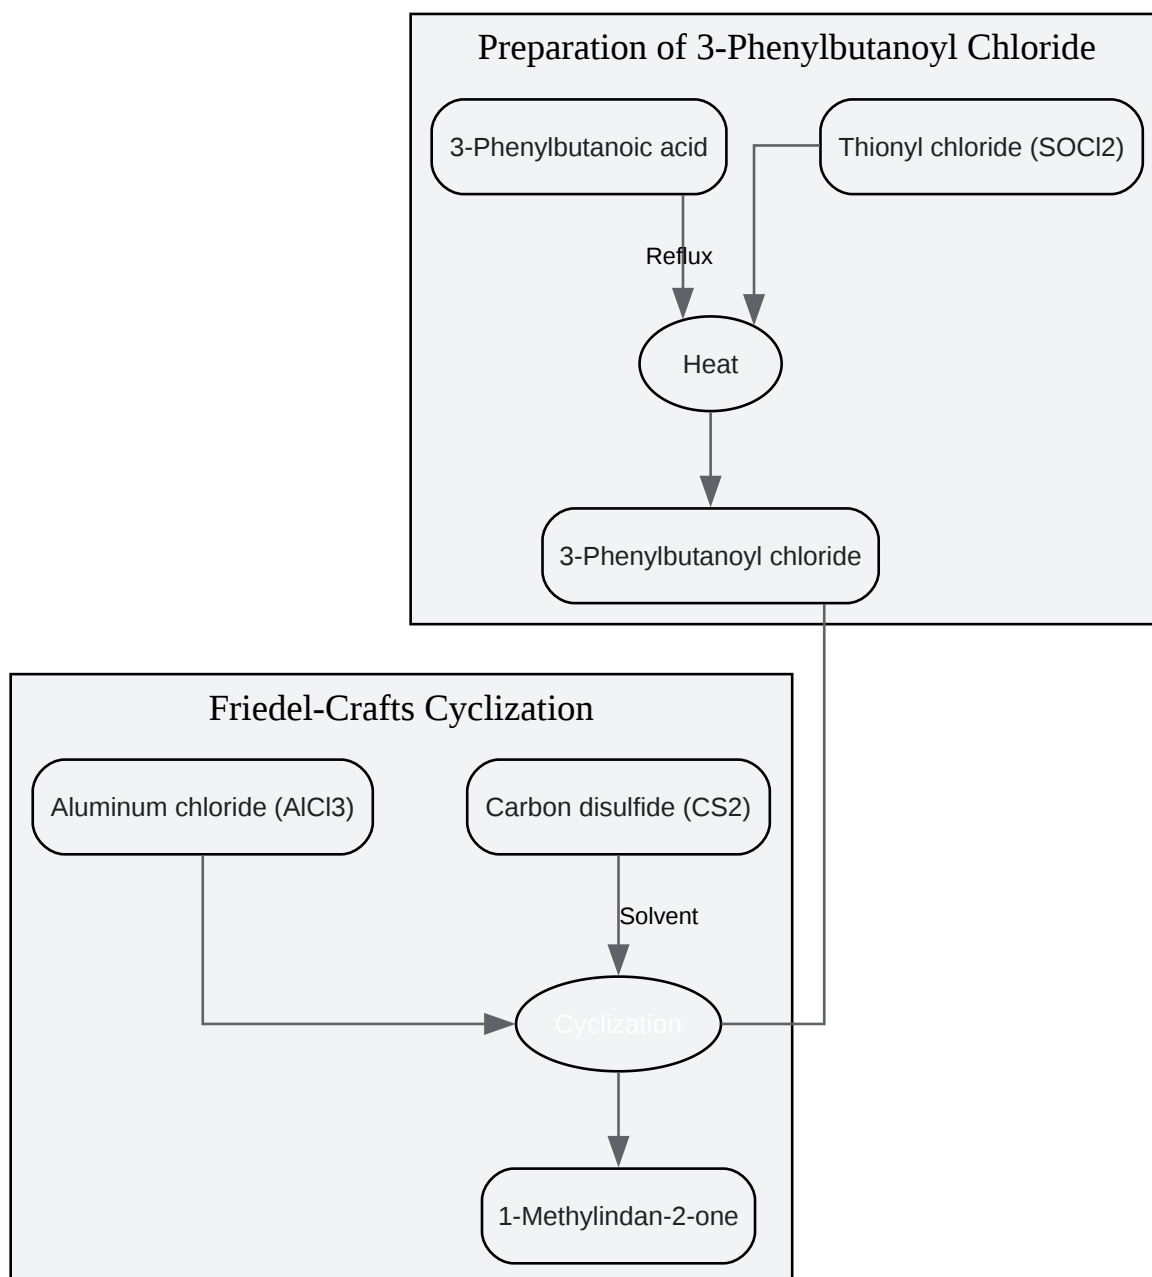 Preparation of 3-Phenylbutanoyl Chloride
3-Phenylbutanoic acid
Thionyl chloride (SOCl2)
Reflux
Heat
3-Phenylbutanoyl chloride
Friedel-Crafts Cyclization
Aluminum chloride (AlCl3)
Carbon disulfide (CS2)
Solvent
Cyclization
1-Methylindan-2-one